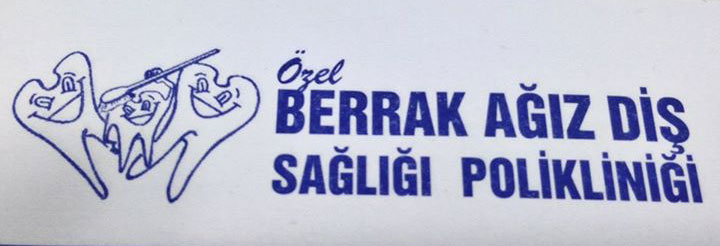 Özel
BERRAK AĞIZ DİŞ
SAĞLIĞI POLİKLİNİĞİ